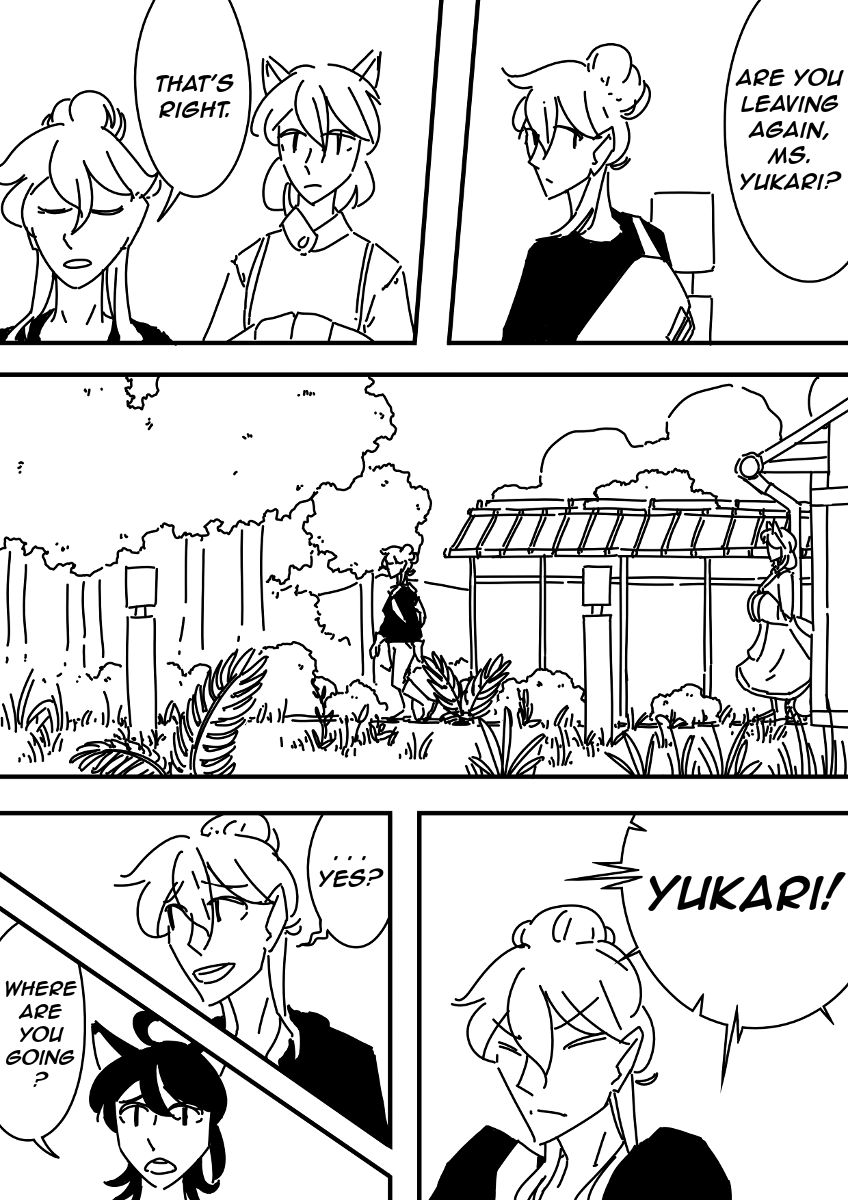 ARE YOU
LEAVING
AGAIN,
MS.
YUKARI?
THAT'S
RIGHT.
YUKARI!
...
YES?
WHERE
ARE
YOU
GOING
?